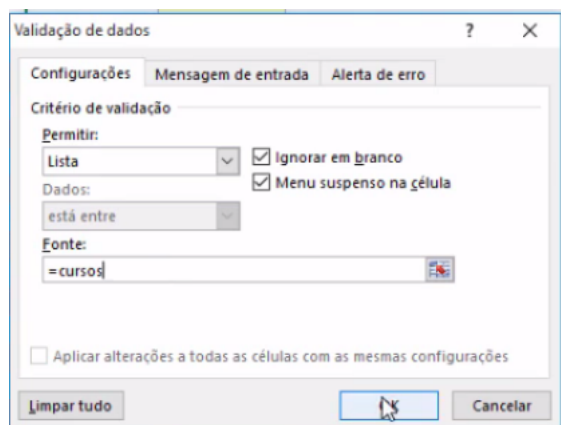 Validação de dados ? ×
Configurações Mensagem de entrada Alerta de erro
Critério de validação
Permitir:
Lista
Ignorar em branco
Menu suspenso na célula
Dados:
está entre
Fonte:
=cursos
Aplicar alterações a todas as células com as mesmas configurações
Limpar tudo Cancelar